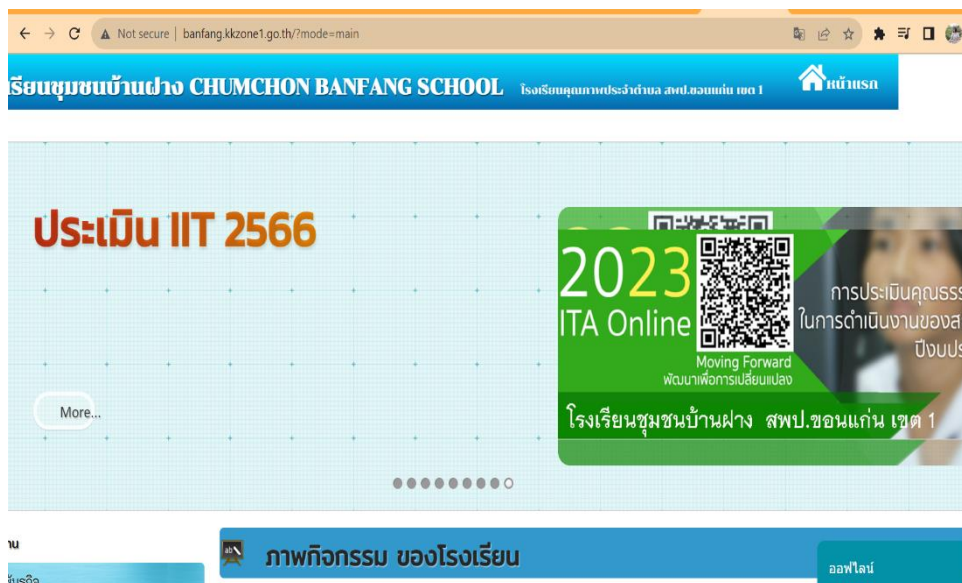 Not secure | banfang.kkzone1.go.th/?mode=main
เรียนชุมชนบ้านฝาง CHUMCHON BANFANG SCHOOL โรงเรียนคุณภาพประจำตำบล สพป.ขอนแก่น เขต 1 หน้าแรก
ประเมิน IIT 2566
2023
ITA Online
Moving Forward
พัฒนาเพื่อการเปลี่ยนแปลง
การประเมินคุณธรร
ในการดำเนินงานของส
ปีงบปร
โรงเรียนชุมชนบ้านฝาง สพป.ขอนแก่น เขต 1
More...
ภาพกิจกรรม ของโรงเรียน
ออฟไลน์